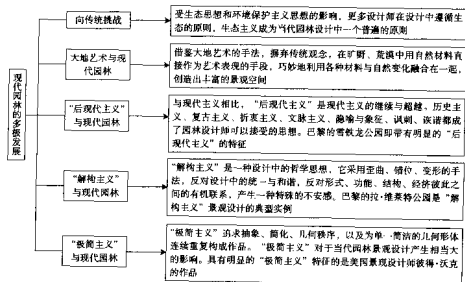 现代园林的多极发展
向传统挑战
受生态思想和环境保护主义思想的影响，更多设计师在设计中遵循生
态的原则，生态主义成为当代园林设计中一个普遍的原则
大地艺术与现
代园林
借鉴大地艺术的手法，摒弃传统观念，在旷野、荒漠中用自然材料直
接作为艺术表现的手段，巧妙地利用各种材料与自然变化融合在一起，
创造出丰富的景观空间
“后现代主义”
与现代园林
与现代主义相比，“后现代主义”是现代主义的继续与超越、历史主
义、复古主义、折衷主义、文脉主义、隐喻与象征、讽刺、诙谐都成
了园林设计师可以接受的思想。巴黎的雪铁龙公园即带有明显的“后
现代主义”的特征
“解构主义”
与现代园林
“解构主义”是一种设计中的哲学思想，它采用歪曲、错位、变形的手
法，反对设计中的统一与和谐，反对形式、功能、结构、经济彼此之
间的有机联系，产生一种特殊的不安感。巴黎的拉·维莱特公园是“解
构主义”景观设计的典型实例
“极简主义”
与现代园林
“极简主义”追求抽象、简化、几何秩序，以及为单一简洁的几何形体
连续重复构成作品。“极简主义”对于当代园林景观设计产生相当大
的影响。具有明显的“极简主义”特征的是美国景观设计师彼得·沃克
的作品